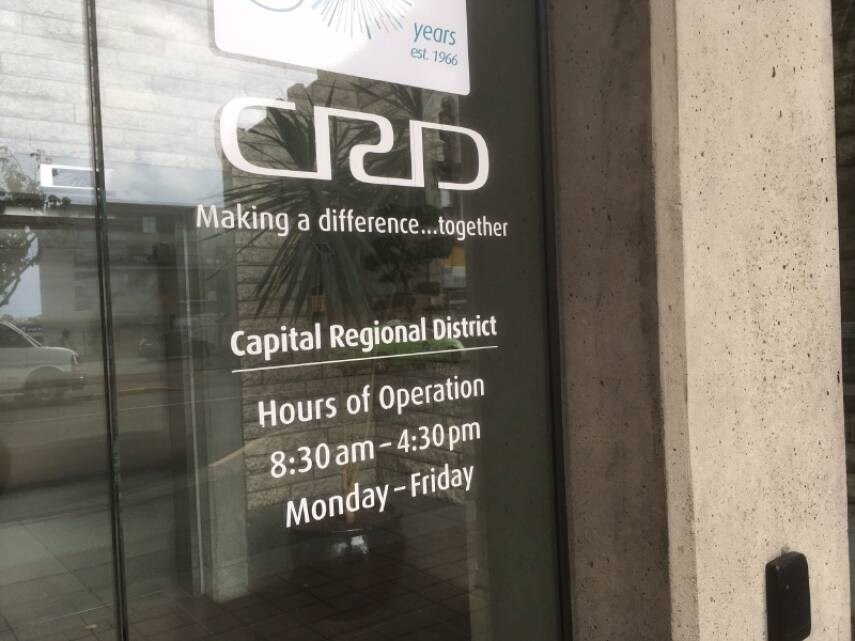 years
est. 1966
CRD
Making a difference...together
Capital Regional District
Hours of Operation
8:30 am – 4:30 pm
Monday – Friday